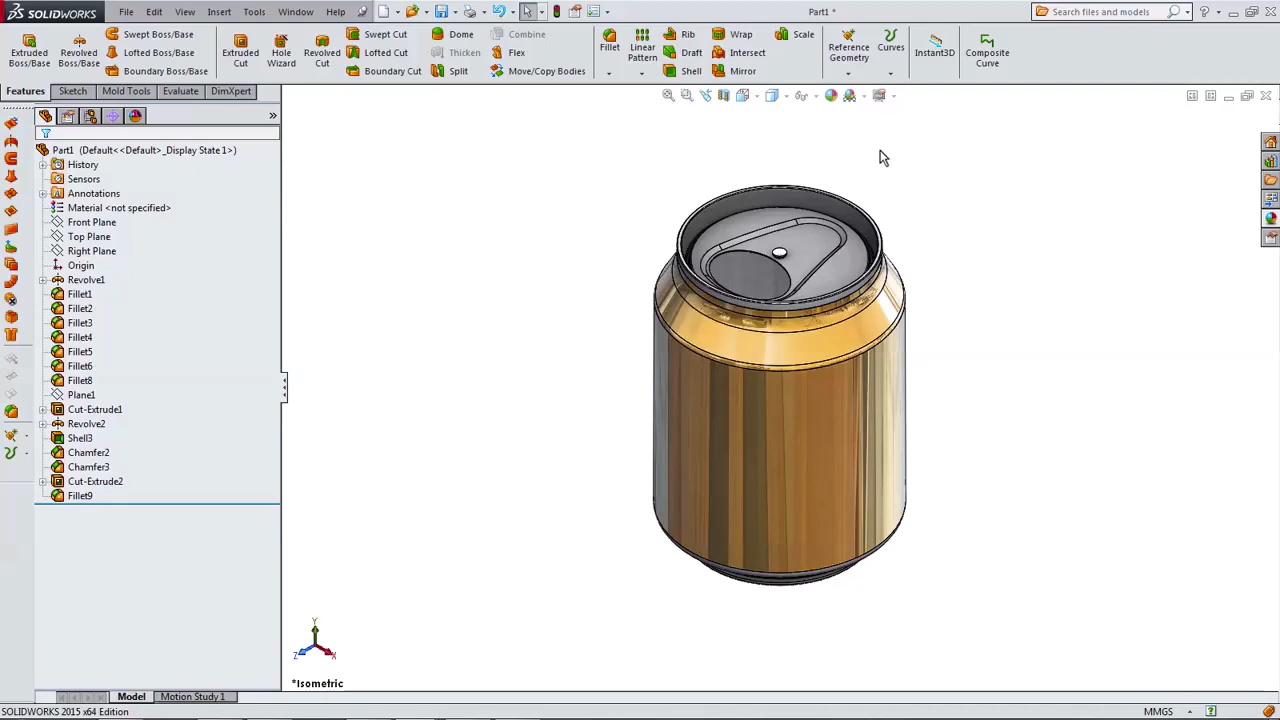 SOLIDWORKS File Edit View Insert Tools Window Help Part1 * Search files and models
Extruded Boss/Base
Revolved Boss/Base
Swept Boss/Base
Lofted Boss/Base
Boundary Boss/Base
Extruded Cut
Hole Wizard
Revolved Cut
Swept Cut
Lofted Cut
Boundary Cut
Dome
Thicken
Split
Combine
Flex
Move/Copy Bodies
Fillet
Linear Pattern
Rib
Draft
Shell
Wrap
Intersect
Mirror
Scale
Reference Geometry
Curves
Instant3D
Composite Curve
Features Sketch Mold Tools Evaluate DimXpert
Part1 (Default<<Default>_Display State 1>)
History
Sensors
Annotations
Material <not specified>
Front Plane
Top Plane
Right Plane
Origin
Revolve1
Fillet1
Fillet2
Fillet3
Fillet4
Fillet5
Fillet6
Fillet8
Plane1
Cut-Extrude1
Revolve2
Shell3
Chamfer2
Chamfer3
Cut-Extrude2
Fillet9
Y
Z
X
*Isometric
Model Motion Study 1
SOLIDWORKS 2015 x64 Edition MMGS